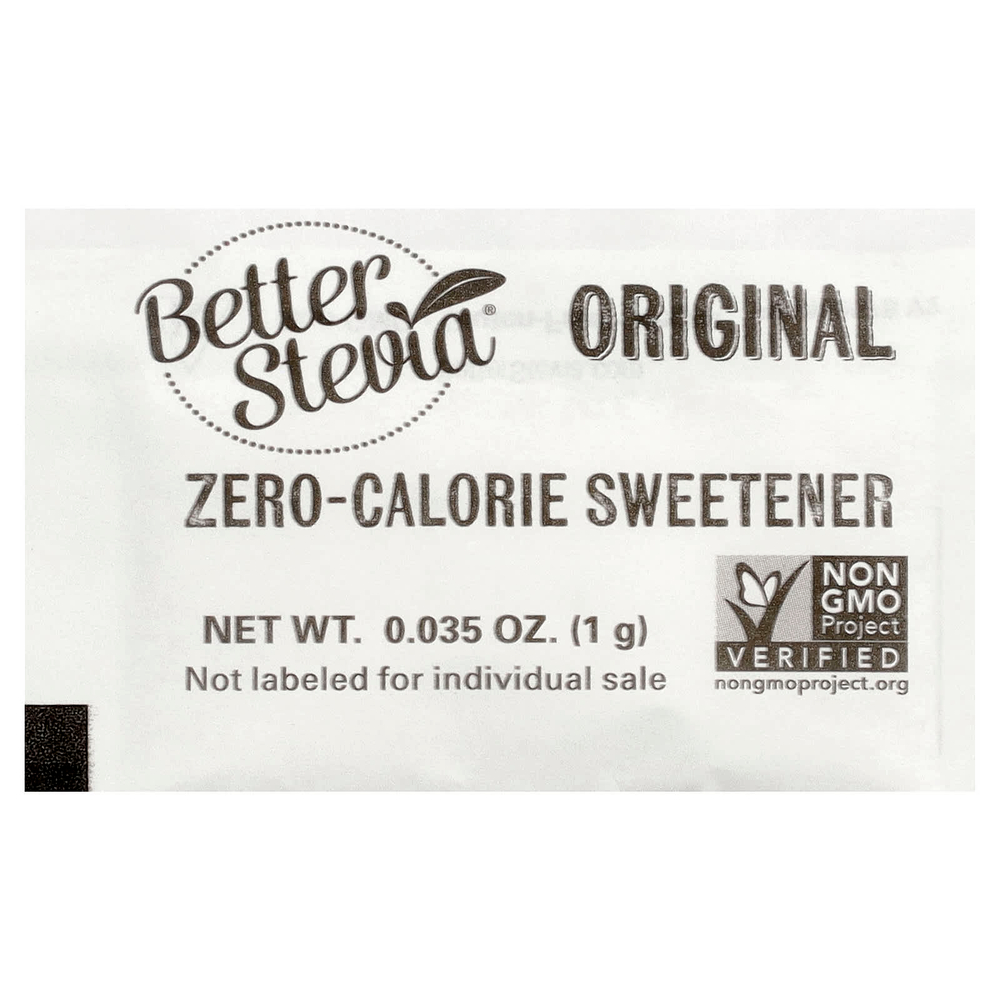 Better
Stevia®
ORIGINAL
ZERO-CALORIE SWEETENER
NET WT. 0.035 OZ. (1 g)
Not labeled for individual sale
NON
GMO
Project
VERIFIED
nongmoproject.org